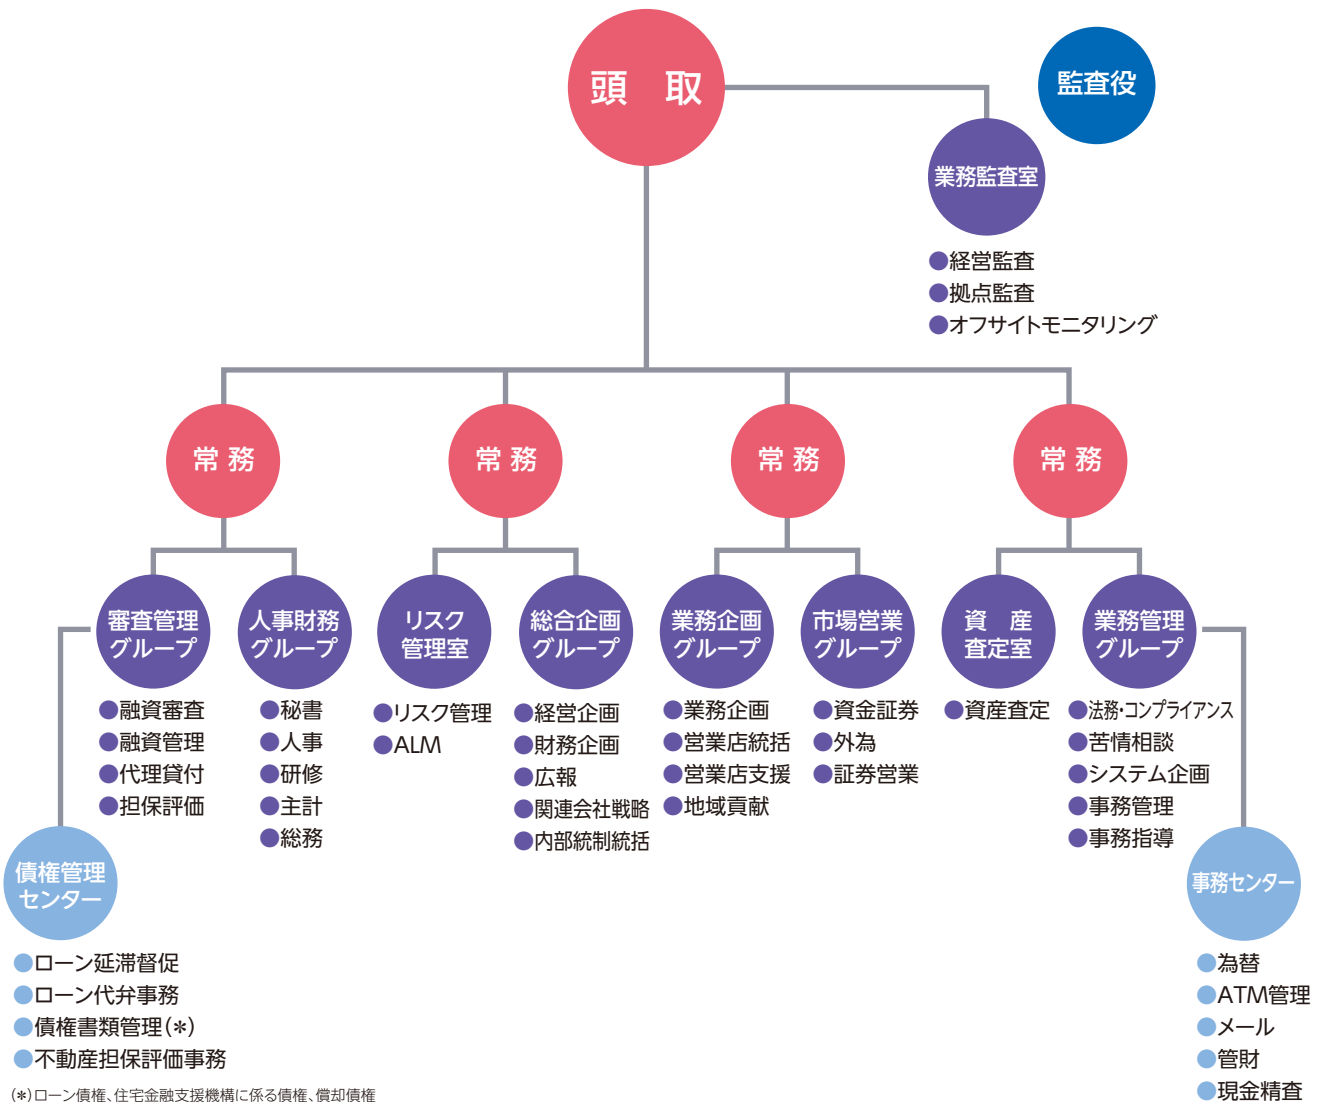 頭 取
監査役
業務監査室
●経営監査
●拠点監査
●オフサイトモニタリング
常 務
常 務
常 務
常 務
審査管理
グループ
●融資審査
●融資管理
●代理貸付
●担保評価
人事財務
グループ
●秘書
●人事
●研修
●主計
●総務
リスク
管理室
●リスク管理
●ALM
総合企画
グループ
●経営企画
●財務企画
●広報
●関連会社戦略
●内部統制統括
業務企画
グループ
●業務企画
●営業店統括
●営業店支援
●地域貢献
市場営業
グループ
●資金証券
●外為
●証券営業
資 産
査定室
●資産査定
業務管理
グループ
●法務・コンプライアンス
●苦情相談
●システム企画
●事務管理
●事務指導
債権管理
センター
●ローン延滞督促
●ローン代弁事務
●債権書類管理(*)
●不動産担保評価事務
事務センター
●為替
●ATM管理
●メール
●管財
●現金精査
(*)ローン債権、住宅金融支援機構に係る債権、償却債権